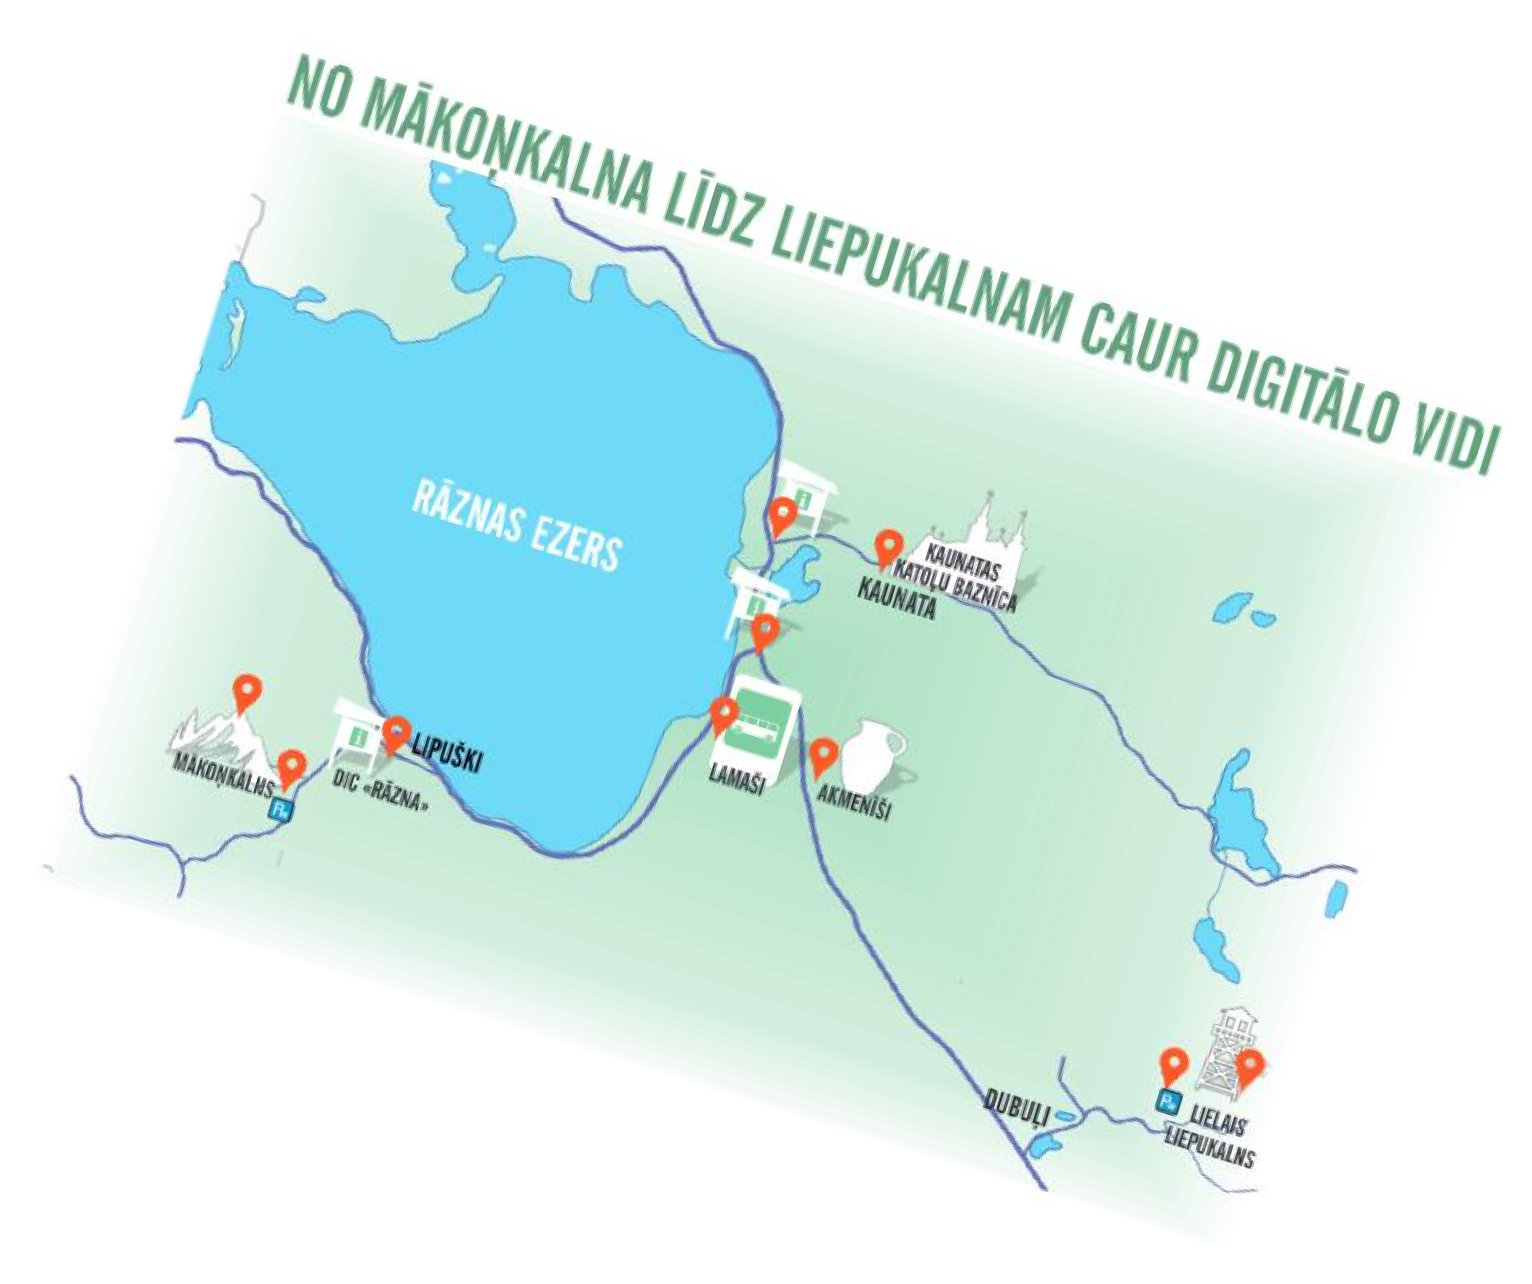 NO MĀKOŅKALNA LĪDZ LIEPUKALNAM CAUR DIGITĀLO VIDI
RĀZNAS EZERS
KAUNATAS
KATOĻU BAZNĪCA
KAUNATA
MĀKOŅKALNS
LIPUŠKI
DIC «RĀZNA»
LAMAŠI
AKMENĪŠI
DUBUĻI
LIELAIS
LIEPUKALNS